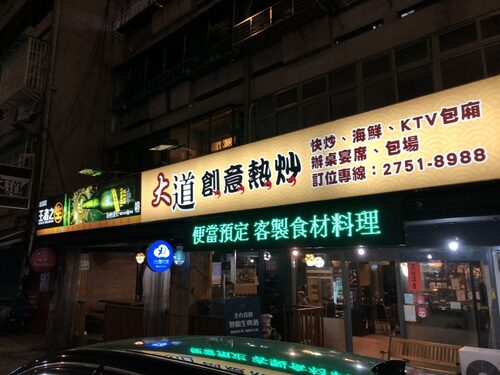 大道創意熱炒
快炒、海鮮、KTV包廂
辦桌宴席、包場
訂位專線：2751-8988
便當預定 客製食材料理